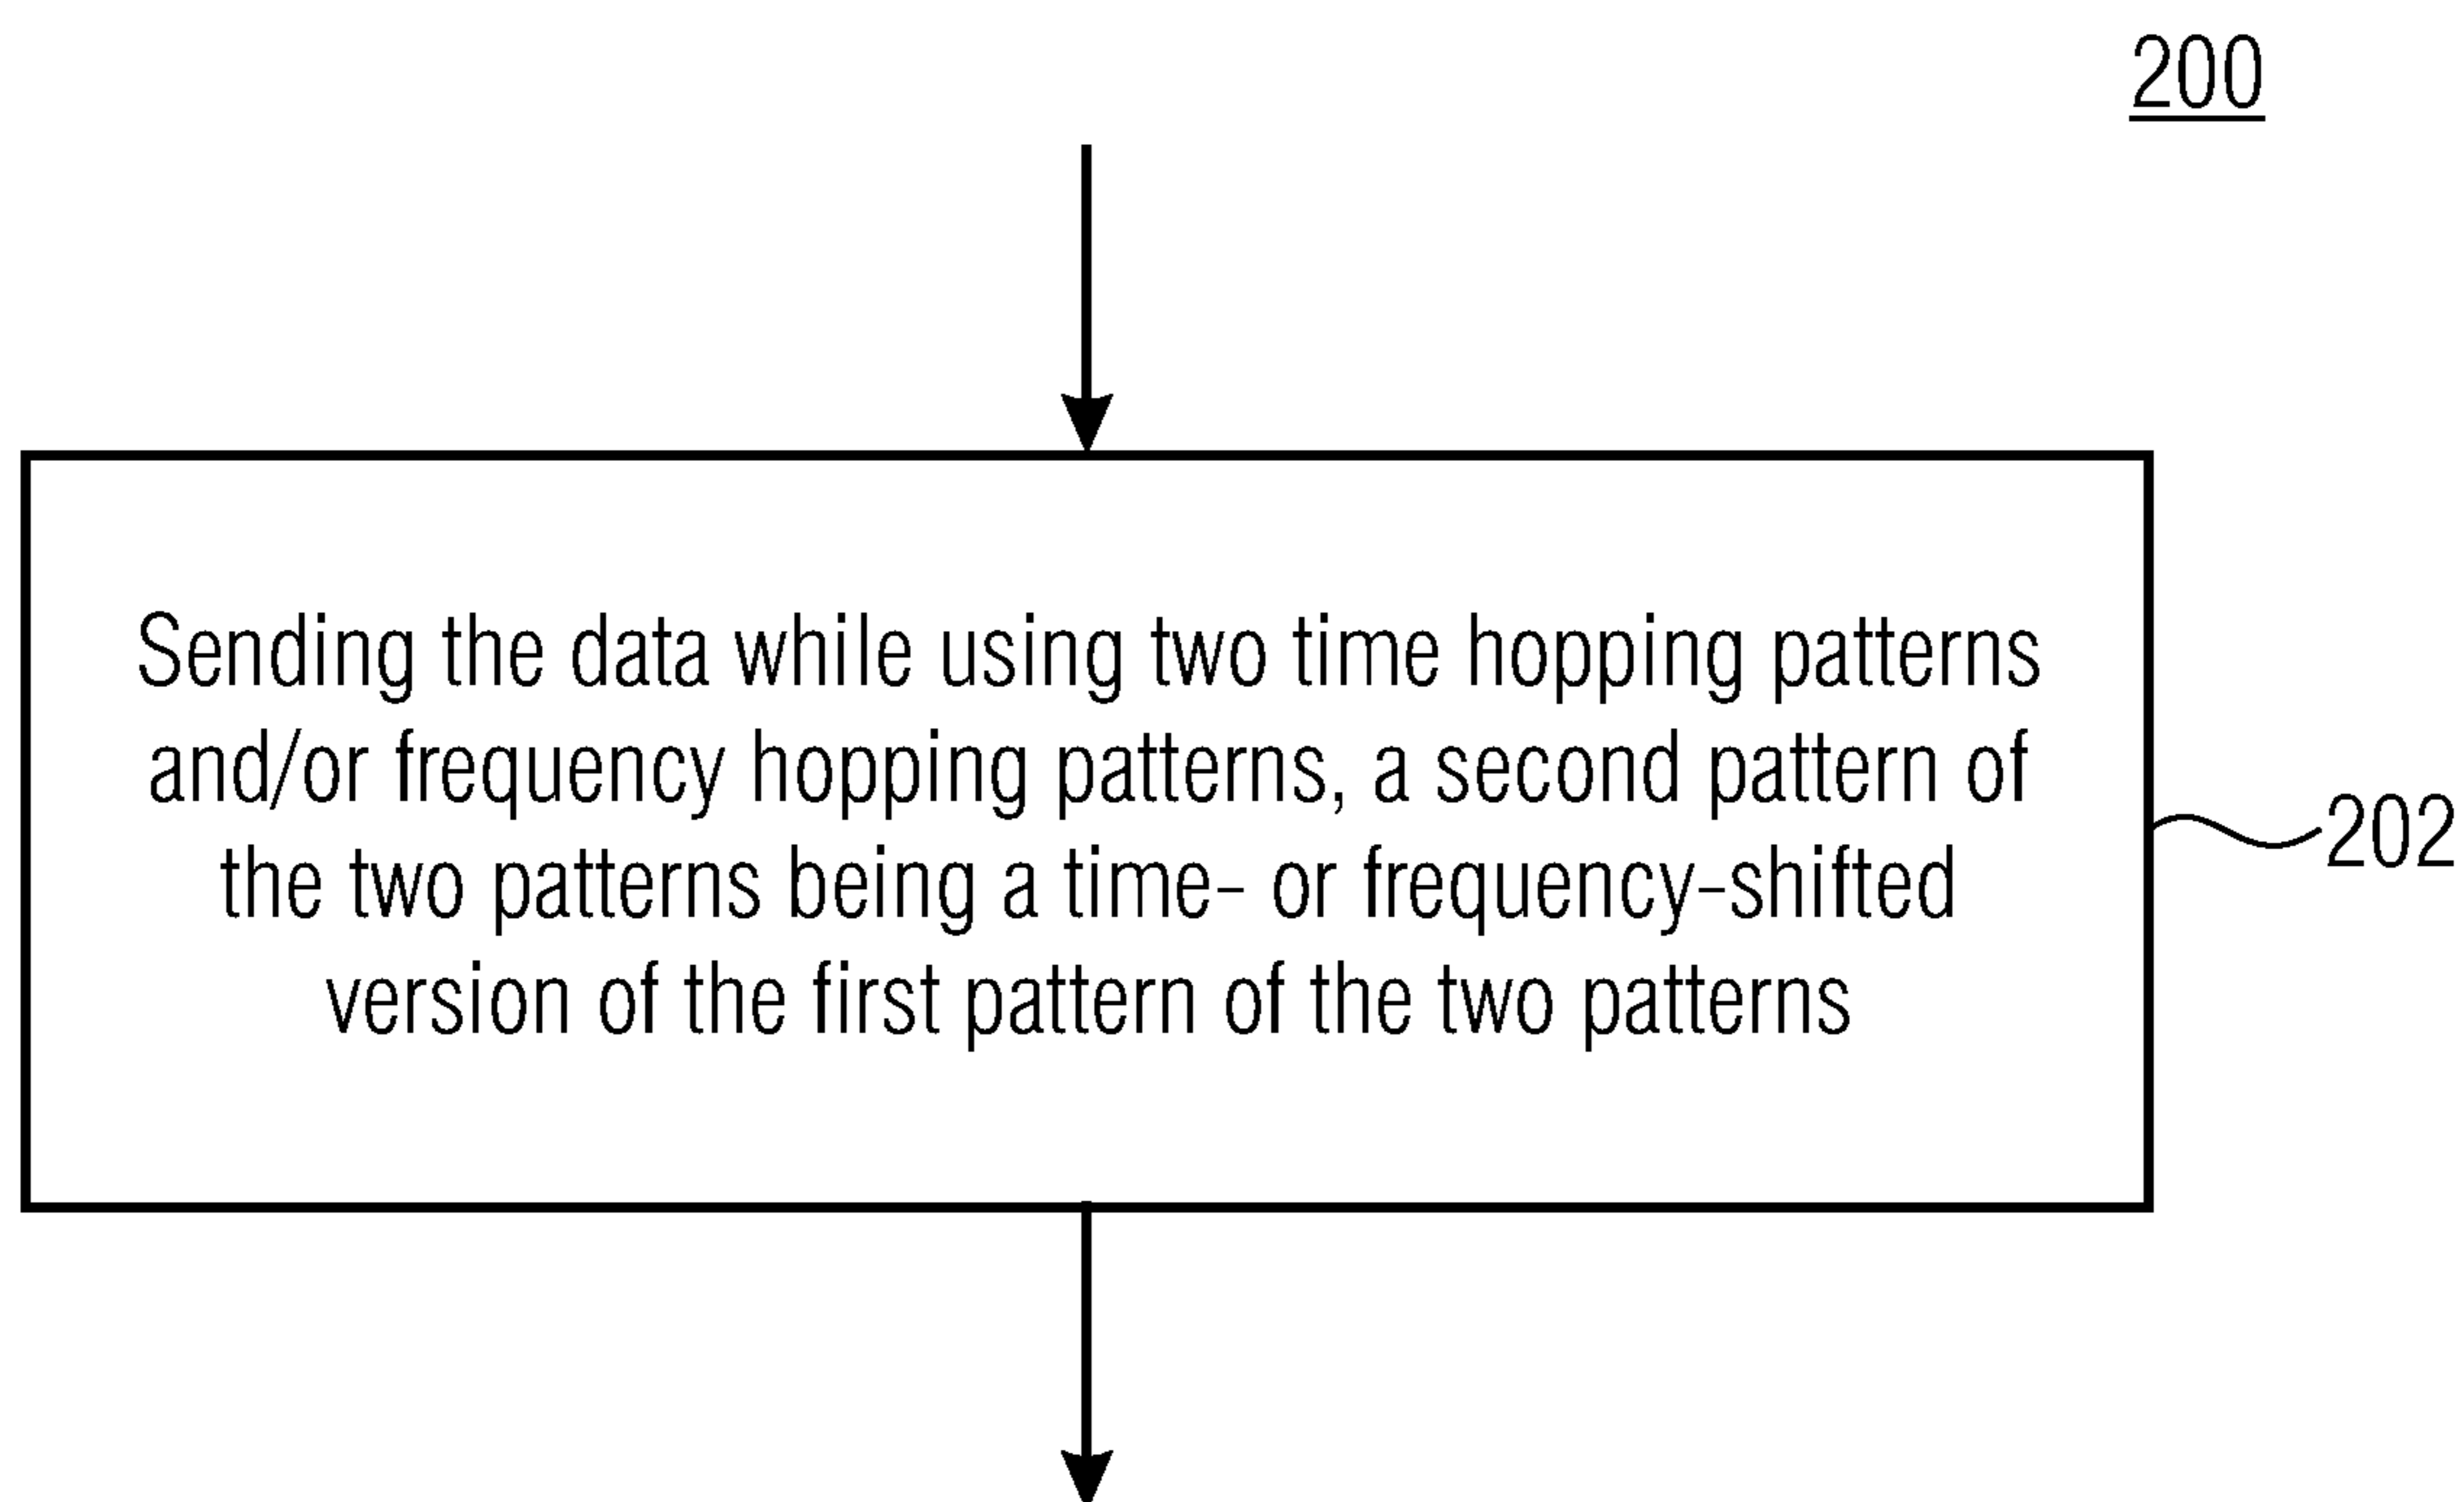 200
Sending the data while using two time hopping patterns
and/or frequency hopping patterns, a second pattern of
the two patterns being a time- or frequency-shifted
version of the first pattern of the two patterns
202